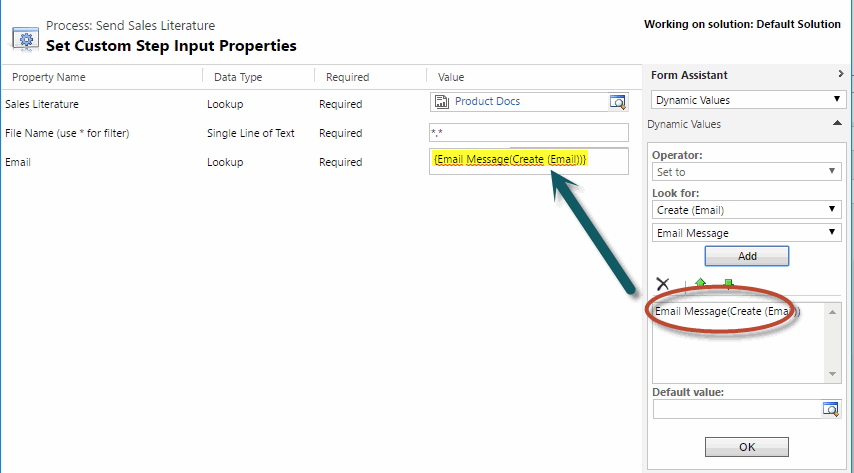 Process: Send Sales Literature
Set Custom Step Input Properties
Working on solution: Default Solution
Property Name Data Type Required Value
Sales Literature Lookup Required Product Docs
File Name (use * for filter) Single Line of Text Required *.*
Email Lookup Required {Email Message(Create (Email))}
Form Assistant
Dynamic Values
Dynamic Values
Operator:
Set to
Look for:
Create (Email)
Email Message
Add
Email Message(Create (Email))
Default value:
OK